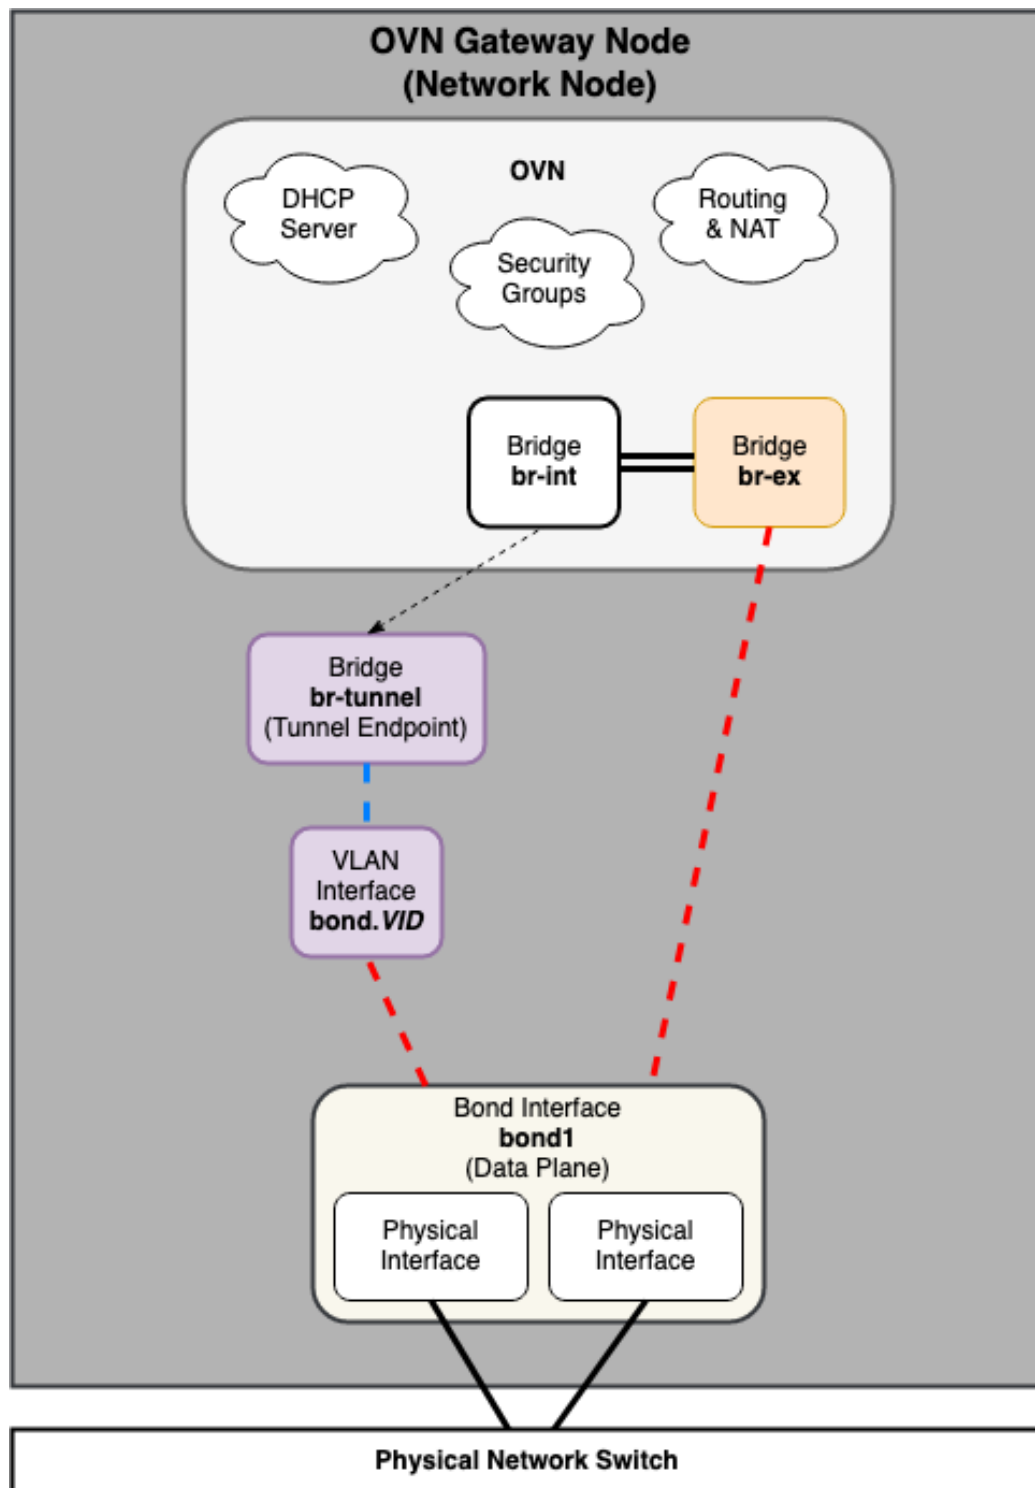 OVN Gateway Node
(Network Node)
OVN
DHCP
Server
Routing
& NAT
Security
Groups
Bridge
br-int
Bridge
br-ex
Bridge
br-tunnel
(Tunnel Endpoint)
VLAN
Interface
bond.VID
Bond Interface
bond1
(Data Plane)
Physical
Interface
Physical
Interface
Physical Network Switch